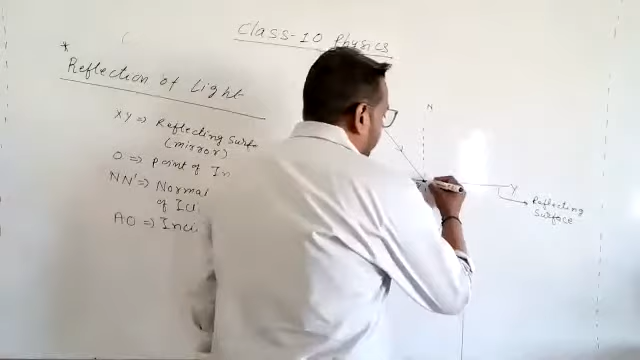 Class-10 Physics
* Reflection of Light
XY => Reflecting Surf
(mirror)
O => Point of In
NN' => Normal
of
AO => Inci
N
Y
Reflecting
Surface